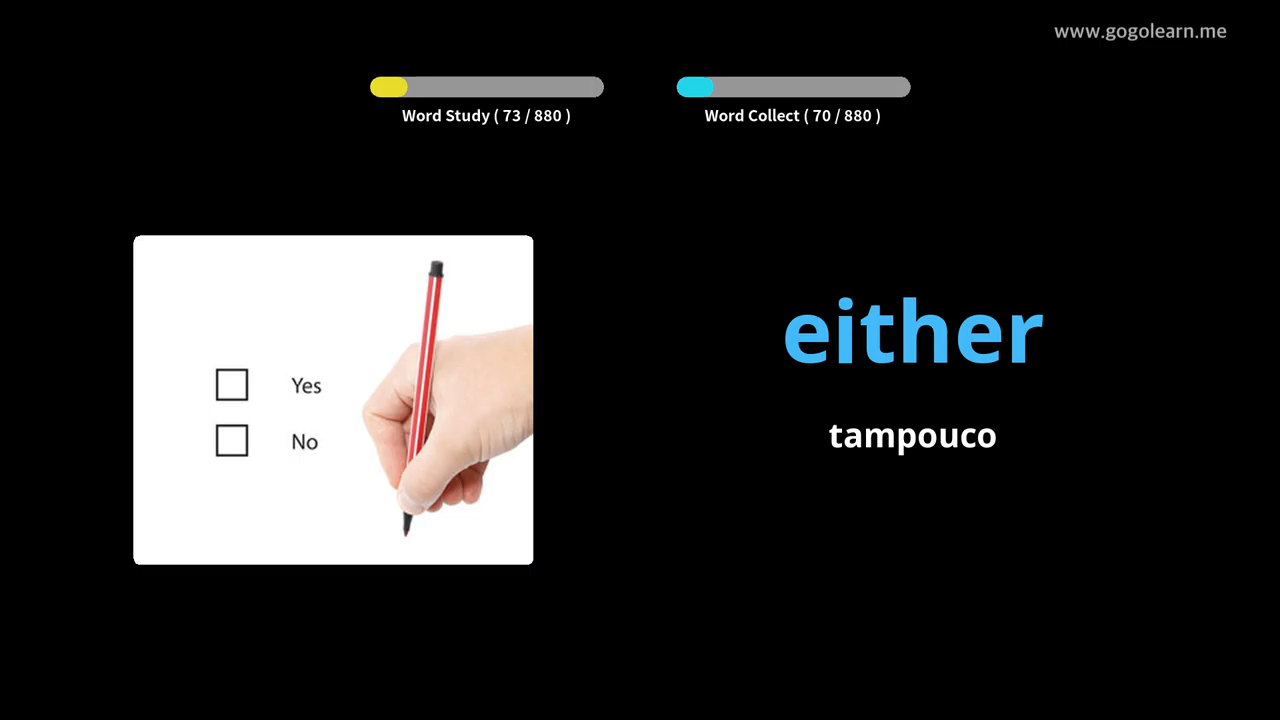 www.gogolearn.me
Word Study ( 73 / 880 )
Word Collect ( 70 / 880 )
Yes
No
either
tampouco